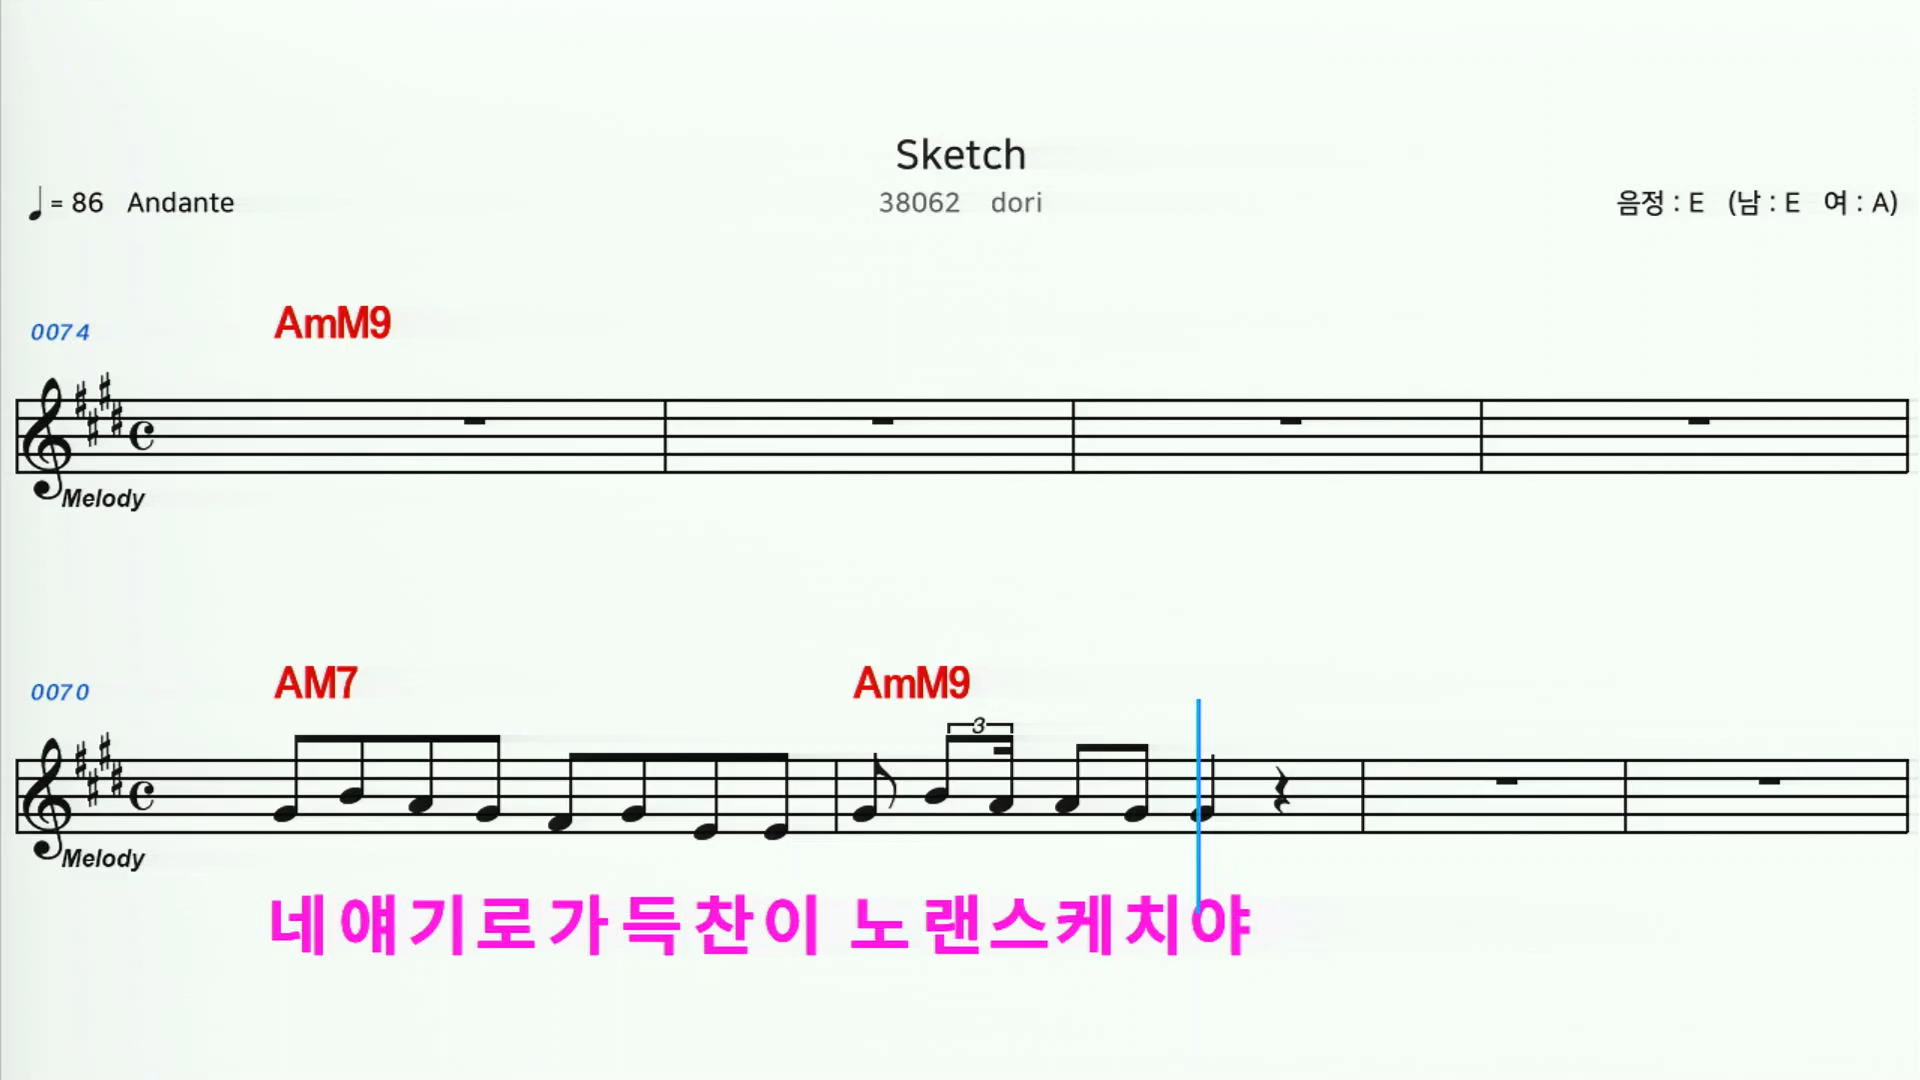 Sketch
♩ = 86 Andante
38062 dori
음정 : E (남 : E 여 : A)
AmM9
0074
Melody
AM7 AmM9
0070
3
Melody
네얘기로가득찬이 노랜스케치야